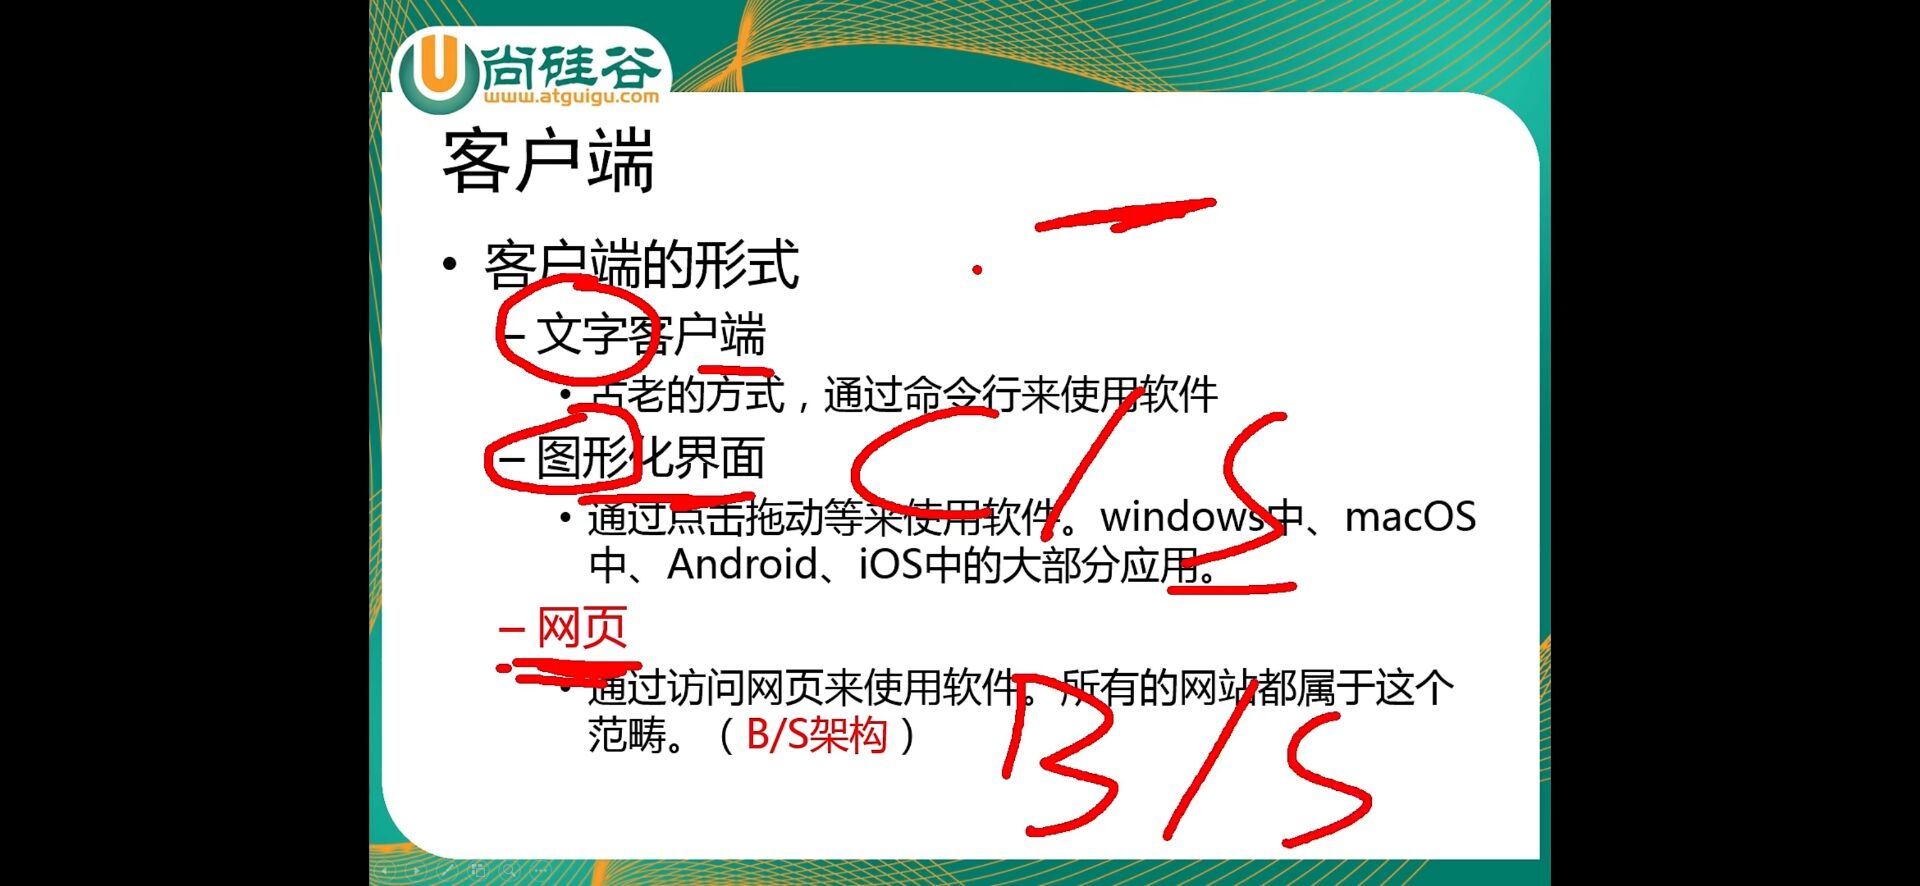 尚硅谷
www.atguigu.com
客户端
• 客户端的形式
– 文字客户端
• 古老的方式，通过命令行来使用软件
– 图形化界面
C/S
• 通过点击拖动等来使用软件。windows中、macOS
中、Android、iOS中的大部分应用。
– 网页
• 通过访问网页来使用软件。所有的网站都属于这个
范畴。（B/S架构）
B/S